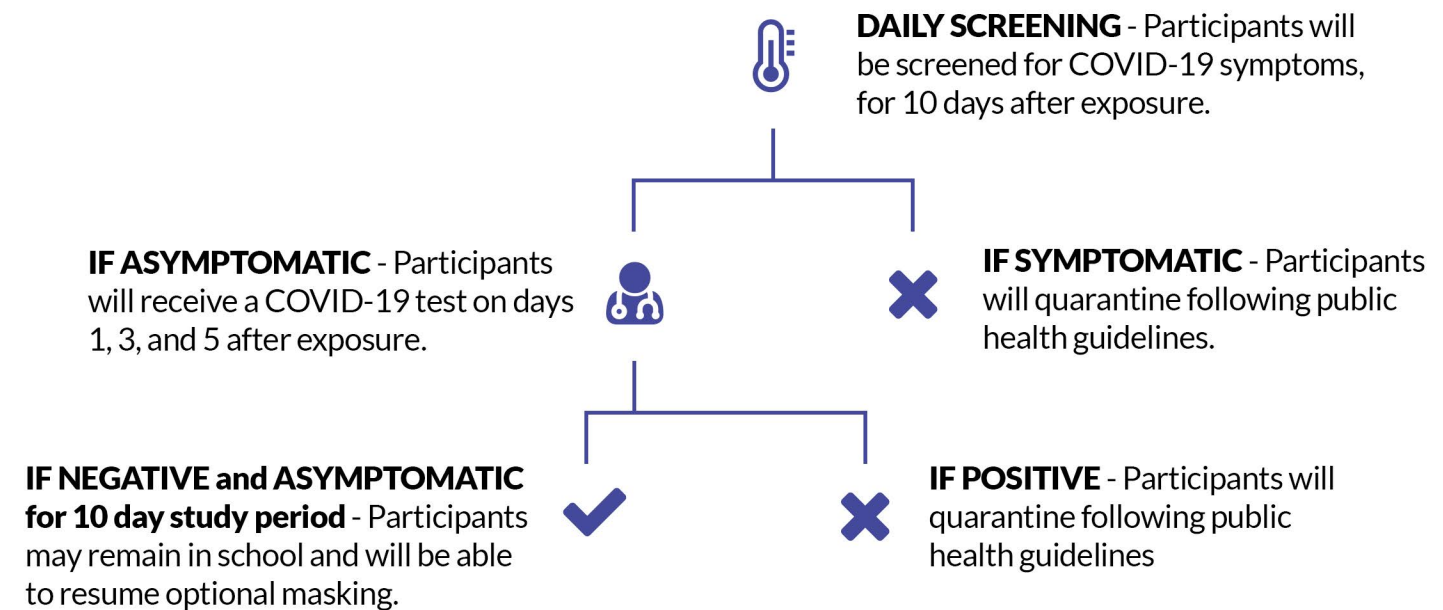 DAILY SCREENING - Participants will
be screened for COVID-19 symptoms,
for 10 days after exposure.
IF ASYMPTOMATIC - Participants
will receive a COVID-19 test on days
1, 3, and 5 after exposure.
IF SYMPTOMATIC - Participants
will quarantine following public
health guidelines.
IF NEGATIVE and ASYMPTOMATIC
for 10 day study period - Participants
may remain in school and will be able
to resume optional masking.
IF POSITIVE - Participants will
quarantine following public
health guidelines